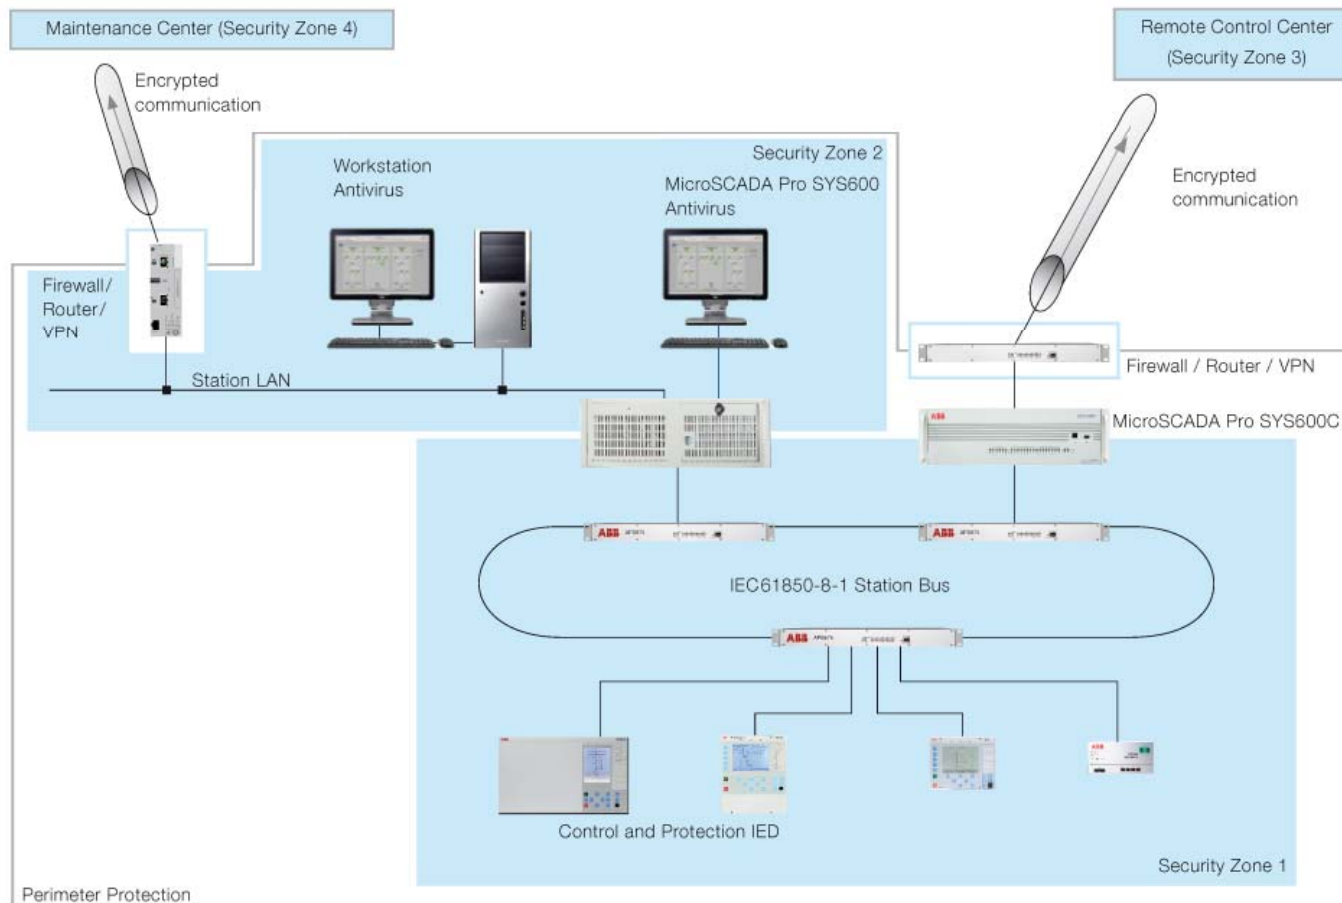 Maintenance Center (Security Zone 4)
Remote Control Center
(Security Zone 3)
Encrypted
communication
Encrypted
communication
Security Zone 2
Workstation
Antivirus
MicroSCADA Pro SYS600
Antivirus
Firewall/
Router/
VPN
Station LAN
Firewall / Router / VPN
ABB
MicroSCADA Pro SYS600C
ABB
ABB
IEC61850-8-1 Station Bus
ABB
ABB
Control and Protection IED
Security Zone 1
Perimeter Protection